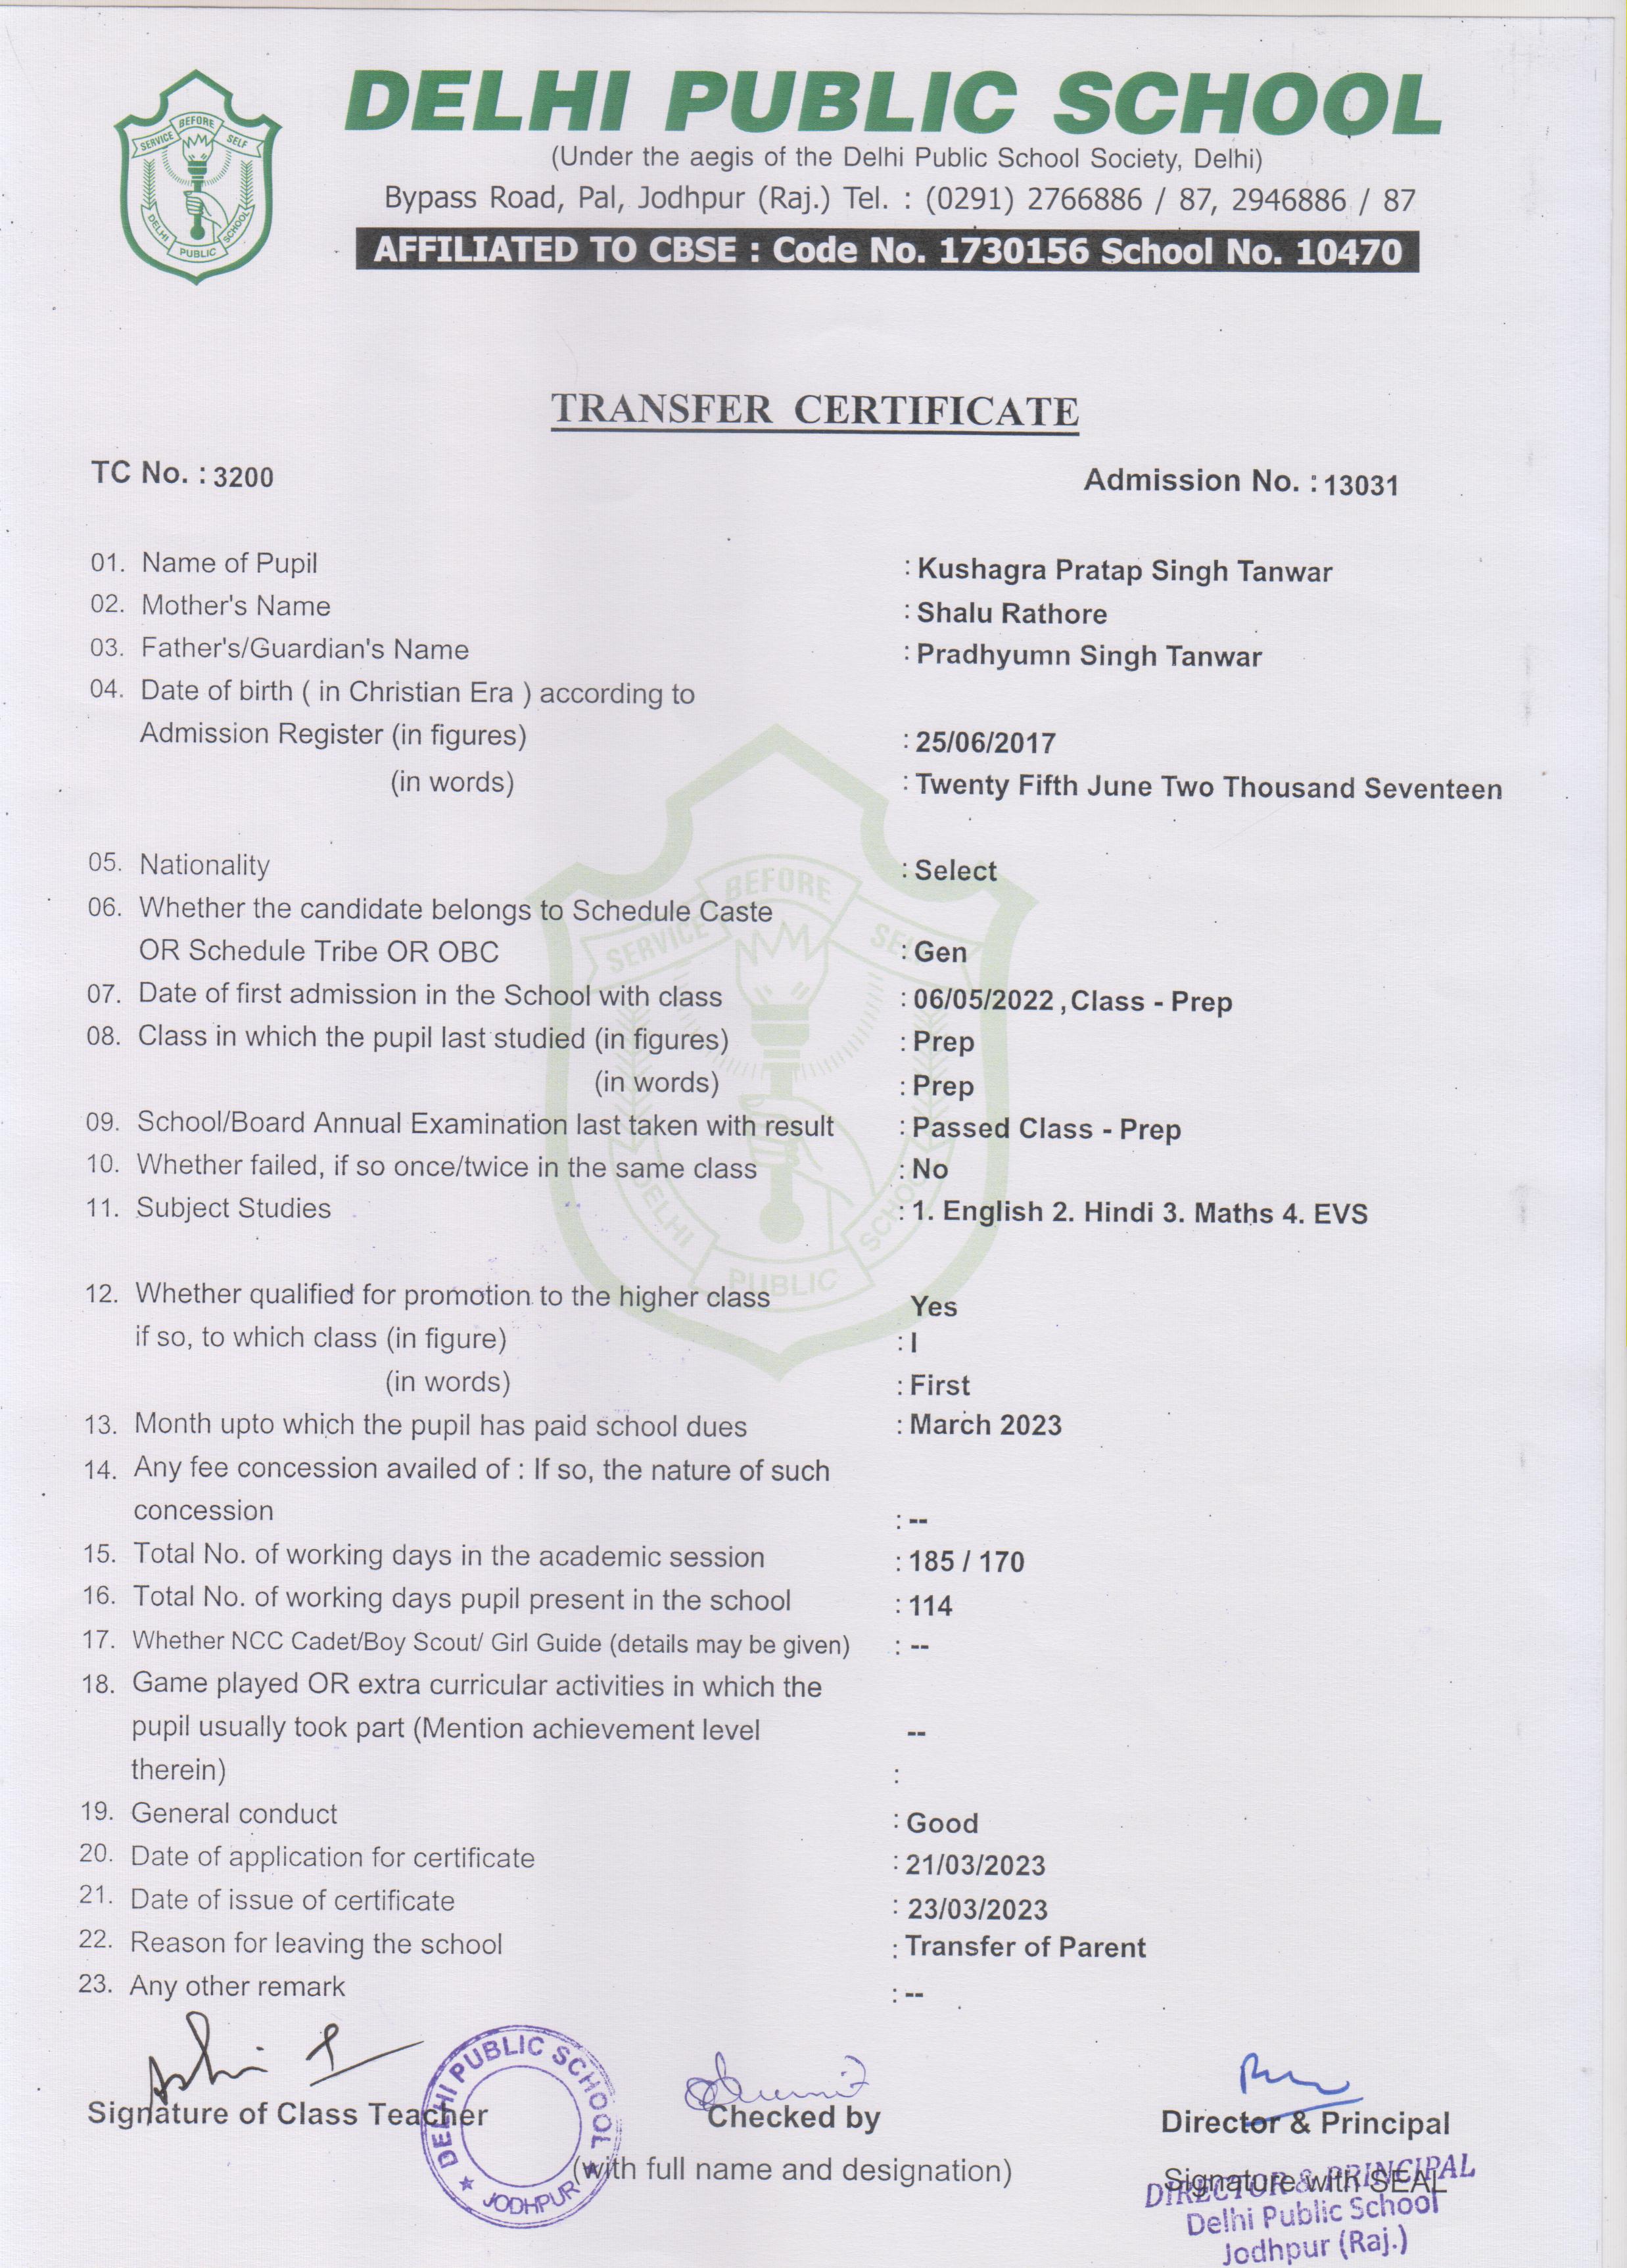 SERVICE BEFORE SELF
DELHI PUBLIC SCHOOL
DELHI PUBLIC SCHOOL
(Under the aegis of the Delhi Public School Society, Delhi)
Bypass Road, Pal, Jodhpur (Raj.) Tel. : (0291) 2766886 / 87, 2946886 / 87
AFFILIATED TO CBSE : Code No. 1730156 School No. 10470
TRANSFER CERTIFICATE
TC No. : 3200 Admission No. : 13031
01. Name of Pupil : Kushagra Pratap Singh Tanwar
02. Mother's Name : Shalu Rathore
03. Father's/Guardian's Name : Pradhyumn Singh Tanwar
04. Date of birth ( in Christian Era ) according to
Admission Register (in figures) : 25/06/2017
(in words) : Twenty Fifth June Two Thousand Seventeen
05. Nationality : Select
06. Whether the candidate belongs to Schedule Caste
OR Schedule Tribe OR OBC : Gen
07. Date of first admission in the School with class : 06/05/2022 , Class - Prep
08. Class in which the pupil last studied (in figures) : Prep
(in words) : Prep
09. School/Board Annual Examination last taken with result : Passed Class - Prep
10. Whether failed, if so once/twice in the same class : No
11. Subject Studies : 1. English 2. Hindi 3. Maths 4. EVS
12. Whether qualified for promotion to the higher class Yes
if so, to which class (in figure) : I
(in words) : First
13. Month upto which the pupil has paid school dues : March 2023
14. Any fee concession availed of : If so, the nature of such
concession : --
15. Total No. of working days in the academic session : 185 / 170
16. Total No. of working days pupil present in the school : 114
17. Whether NCC Cadet/Boy Scout/ Girl Guide (details may be given) : --
18. Game played OR extra curricular activities in which the
pupil usually took part (Mention achievement level --
therein) :
19. General conduct : Good
20. Date of application for certificate : 21/03/2023
21. Date of issue of certificate : 23/03/2023
22. Reason for leaving the school : Transfer of Parent
23. Any other remark : --
SERVICE BEFORE SELF
DELHI PUBLIC SCHOOL
DELHI PUBLIC SCHOOL
★ JODHPUR ★
Signature of Class Teacher Checked by Director & Principal
(with full name and designation) Signature with SEAL
DIRECTOR & PRINCIPAL
Delhi Public School
Jodhpur (Raj.)